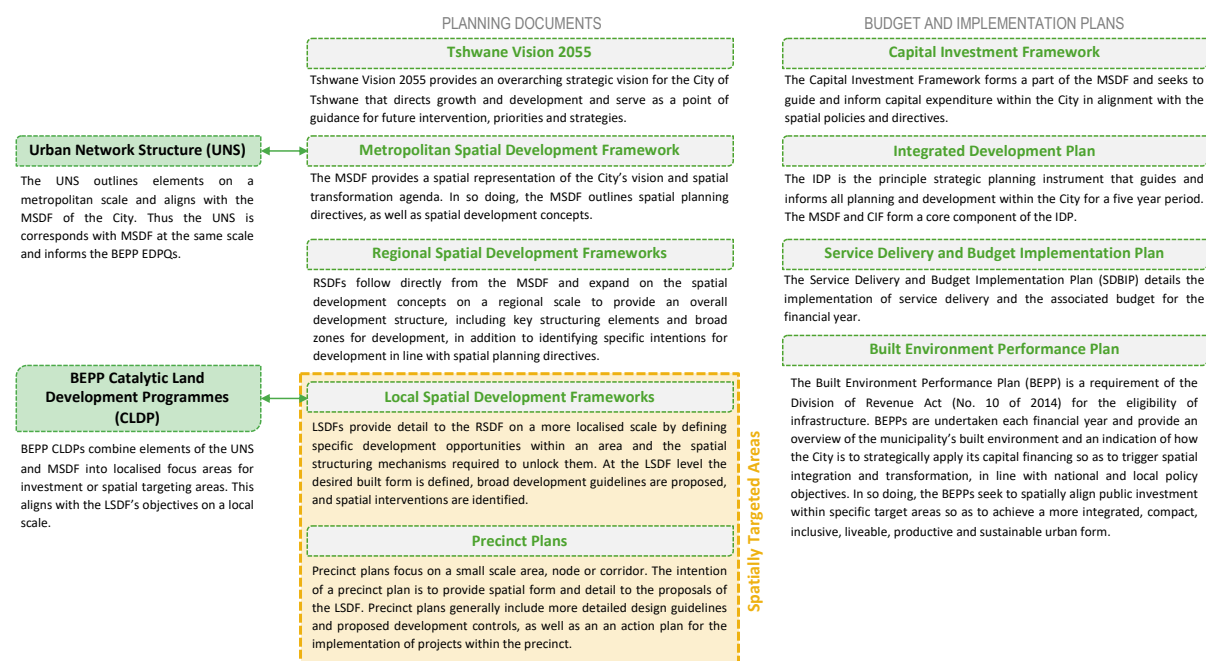 PLANNING DOCUMENTS
Tshwane Vision 2055
Tshwane Vision 2055 provides an overarching strategic vision for the City of
Tshwane that directs growth and development and serve as a point of
guidance for future intervention, priorities and strategies.
Urban Network Structure (UNS)
The UNS outlines elements on a
metropolitan scale and aligns with the
MSDF of the City. Thus the UNS is
corresponds with MSDF at the same scale
and informs the BEPP EDPQs.
Metropolitan Spatial Development Framework
The MSDF provides a spatial representation of the City's vision and spatial
transformation agenda. In so doing, the MSDF outlines spatial planning
directives, as well as spatial development concepts.
Regional Spatial Development Frameworks
RSDFs follow directly from the MSDF and expand on the spatial
development concepts on a regional scale to provide an overall
development structure, including key structuring elements and broad
zones for development, in addition to identifying specific intentions for
development in line with spatial planning directives.
BEPP Catalytic Land
Development Programmes
(CLDP)
BEPP CLDPs combine elements of the UNS
and MSDF into localised focus areas for
investment or spatial targeting areas. This
aligns with the LSDF's objectives on a local
scale.
Local Spatial Development Frameworks
LSDFs provide detail to the RSDF on a more localised scale by defining
specific development opportunities within an area and the spatial
structuring mechanisms required to unlock them. At the LSDF level the
desired built form is defined, broad development guidelines are proposed,
and spatial interventions are identified.
Precinct Plans
Precinct plans focus on a small scale area, node or corridor. The intention
of a precinct plan is to provide spatial form and detail to the proposals of
the LSDF. Precinct plans generally include more detailed design guidelines
and proposed development controls, as well as an an action plan for the
implementation of projects within the precinct.
Spatially Targeted Areas
BUDGET AND IMPLEMENTATION PLANS
Capital Investment Framework
The Capital Investment Framework forms a part of the MSDF and seeks to
guide and inform capital expenditure within the City in alignment with the
spatial policies and directives.
Integrated Development Plan
The IDP is the principle strategic planning instrument that guides and
informs all planning and development within the City for a five year period.
The MSDF and CIF form a core component of the IDP.
Service Delivery and Budget Implementation Plan
The Service Delivery and Budget Implementation Plan (SDBIP) details the
implementation of service delivery and the associated budget for the
financial year.
Built Environment Performance Plan
The Built Environment Performance Plan (BEPP) is a requirement of the
Division of Revenue Act (No. 10 of 2014) for the eligibility of
infrastructure. BEPPs are undertaken each financial year and provide an
overview of the municipality's built environment and an indication of how
the City is to strategically apply its capital financing so as to trigger spatial
integration and transformation, in line with national and local policy
objectives. In so doing, the BEPPs seek to spatially align public investment
within specific target areas so as to achieve a more integrated, compact,
inclusive, liveable, productive and sustainable urban form.